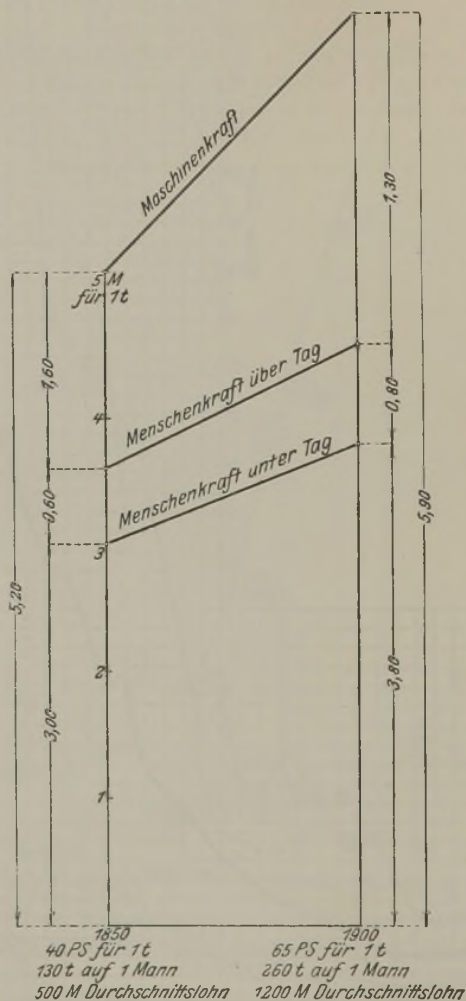 Maschinenkraft
1,30
5 M
für 1t
1,60
Menschenkraft über Tag
0,80
4
Menschenkraft unter Tag
0,60
5,90
3
5,20
3,80
2
3,00
1
1850
1900
40 PS für 1t
65 PS für 1t
130 t auf 1 Mann
260 t auf 1 Mann
500 M Durchschnittslohn
1200 M Durchschnittslohn